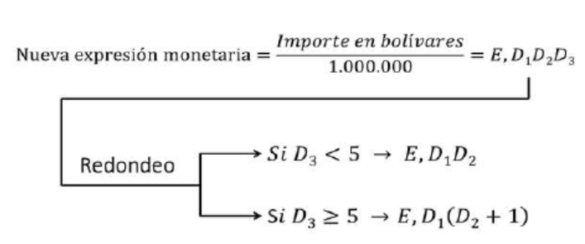 Nueva expresión monetaria = Importe en bolívares / 1.000.000 = E, D₁D₂D₃
Redondeo
Si D₃ < 5 → E, D₁D₂
Si D₃ ≥ 5 → E, D₁(D₂ + 1)